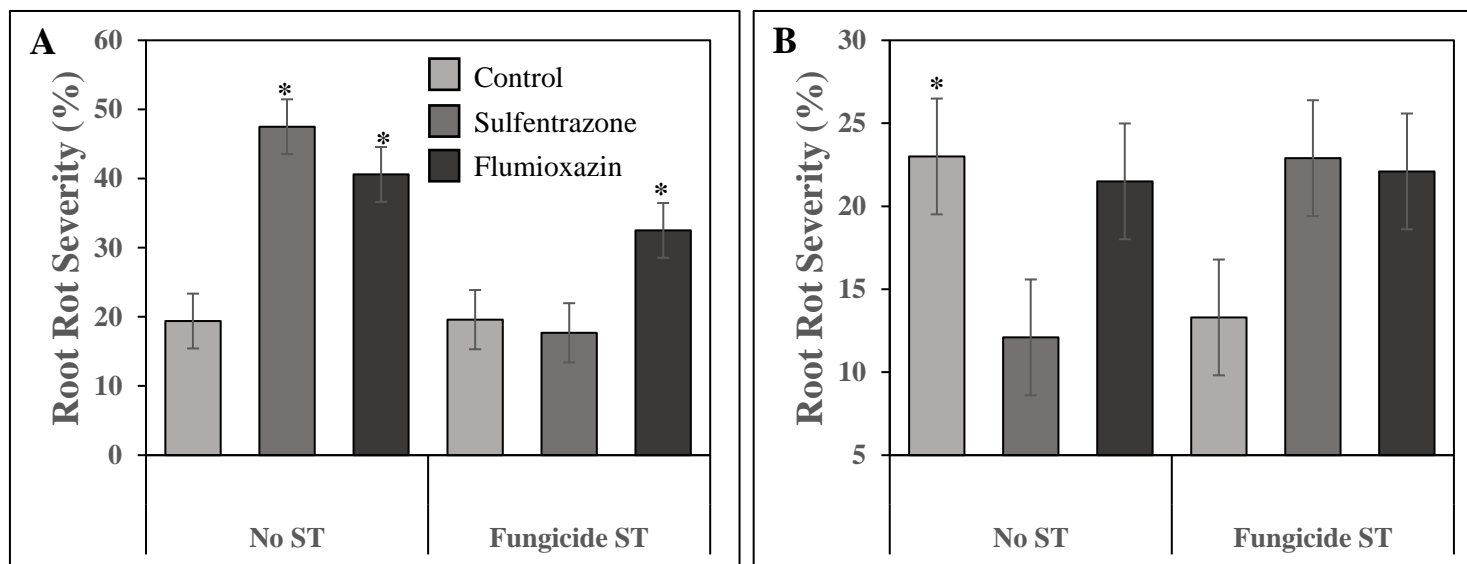 A
Root Rot Severity (%)
60
50
40
30
20
10
0
*
*
*
Control
Sulfentrazone
Flumioxazin
No ST
Fungicide ST
B
Root Rot Severity (%)
30
25
20
15
10
5
*
No ST
Fungicide ST